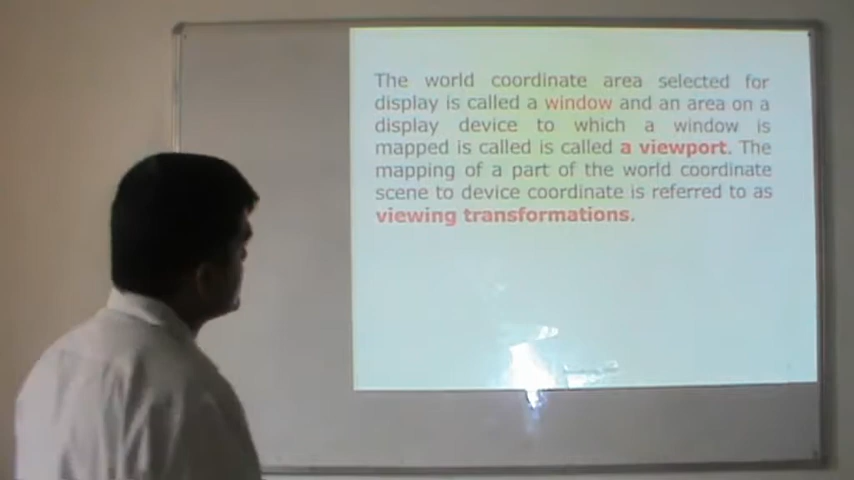 The world coordinate area selected for
display is called a window and an area on a
display device to which a window is
mapped is called is called a viewport. The
mapping of a part of the world coordinate
scene to device coordinate is referred to as
viewing transformations.